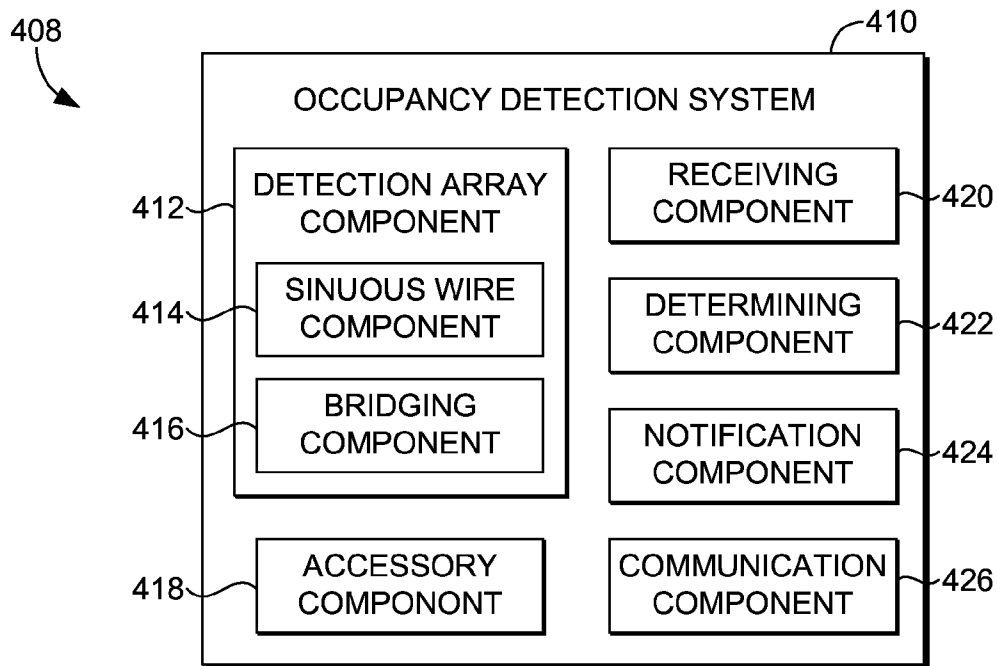 408
410
OCCUPANCY DETECTION SYSTEM
412
DETECTION ARRAY
COMPONENT
414
SINUOUS WIRE
COMPONENT
416
BRIDGING
COMPONENT
418
ACCESSORY
COMPONONT
RECEIVING
COMPONENT
420
DETERMINING
COMPONENT
422
NOTIFICATION
COMPONENT
424
COMMUNICATION
COMPONENT
426